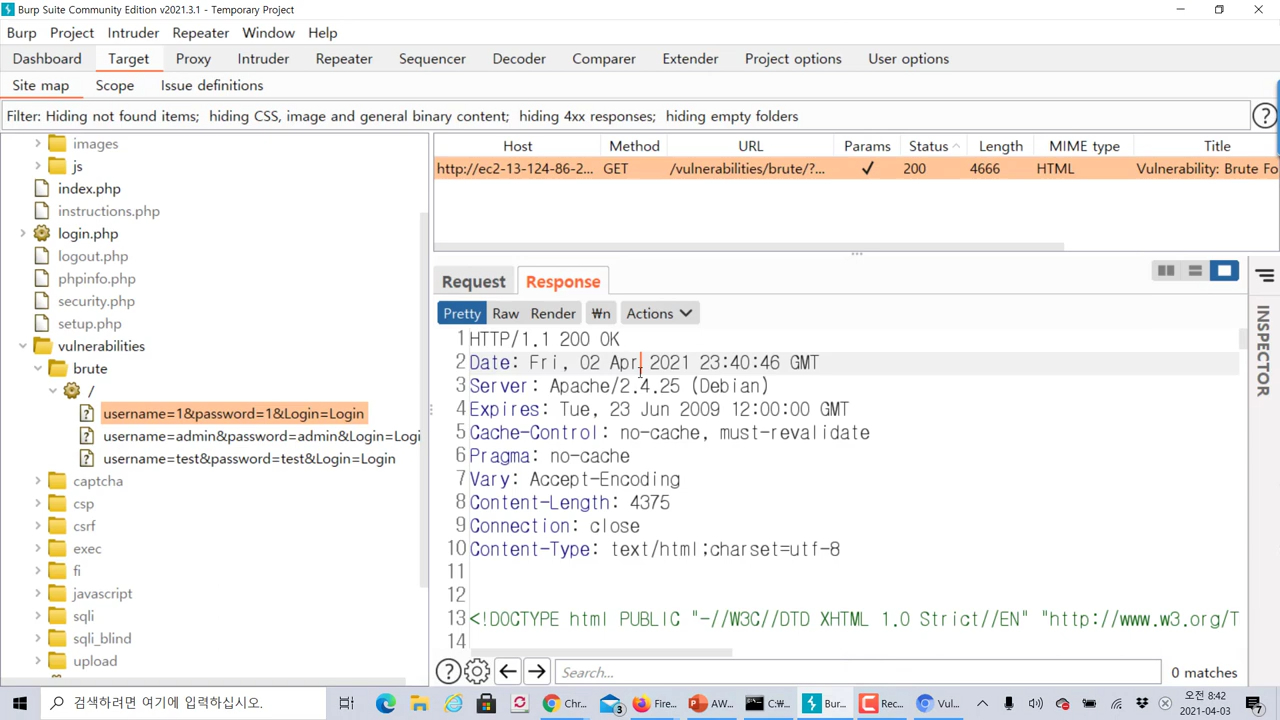 Burp Suite Community Edition v2021.3.1 - Temporary Project
Burp Project Intruder Repeater Window Help
Dashboard Target Proxy Intruder Repeater Sequencer Decoder Comparer Extender Project options User options
Site map Scope Issue definitions
Filter: Hiding not found items; hiding CSS, image and general binary content; hiding 4xx responses; hiding empty folders
images
js
index.php
instructions.php
login.php
logout.php
phpinfo.php
security.php
setup.php
vulnerabilities
brute
/
username=1&password=1&Login=Login
username=admin&password=admin&Login=Logi
username=test&password=test&Login=Login
captcha
csp
csrf
exec
fi
javascript
sqli
sqli_blind
upload
Host Method URL Params Status Length MIME type Title
http://ec2-13-124-86-2... GET /vulnerabilities/brute/?... ✓ 200 4666 HTML Vulnerability: Brute Fo
Request Response
Pretty Raw Render ₩n Actions
1 HTTP/1.1 200 OK
2 Date: Fri, 02 Apr 2021 23:40:46 GMT
3 Server: Apache/2.4.25 (Debian)
4 Expires: Tue, 23 Jun 2009 12:00:00 GMT
5 Cache-Control: no-cache, must-revalidate
6 Pragma: no-cache
7 Vary: Accept-Encoding
8 Content-Length: 4375
9 Connection: close
10 Content-Type: text/html;charset=utf-8
11
12
13 <!DOCTYPE html PUBLIC "-//W3C//DTD XHTML 1.0 Strict//EN" "http://www.w3.org/T
14
INSPECTOR
Search... 0 matches
검색하려면 여기에 입력하십시오. Chr... 3 Fire... AW... C:₩... Bur... Rec... Vul... 오전 8:42
2021-04-03 7